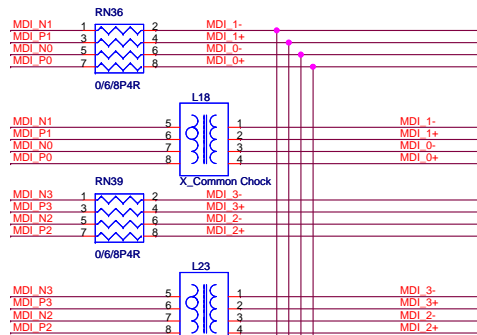 RN36
MDI_N1 1 2 MDI_1-
MDI_P1 3 4 MDI_1+
MDI_N0 5 6 MDI_0-
MDI_P0 7 8 MDI_0+
0/6/8P4R
L18
MDI_N1 5 1 MDI_1-
MDI_P1 6 2 MDI_1+
MDI_N0 7 3 MDI_0-
MDI_P0 8 4 MDI_0+
X_Common Chock
RN39
MDI_N3 1 2 MDI_3-
MDI_P3 3 4 MDI_3+
MDI_N2 5 6 MDI_2-
MDI_P2 7 8 MDI_2+
0/6/8P4R
L23
MDI_N3 5 1 MDI_3-
MDI_P3 6 2 MDI_3+
MDI_N2 7 3 MDI_2-
MDI_P2 8 4 MDI_2+